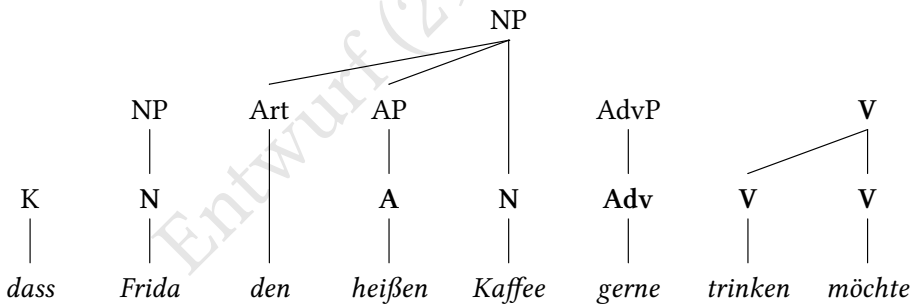 NP
NP Art AP AdvP V
K N A N Adv V V
dass Frida den heißen Kaffee gerne trinken möchte
Entwurf (2